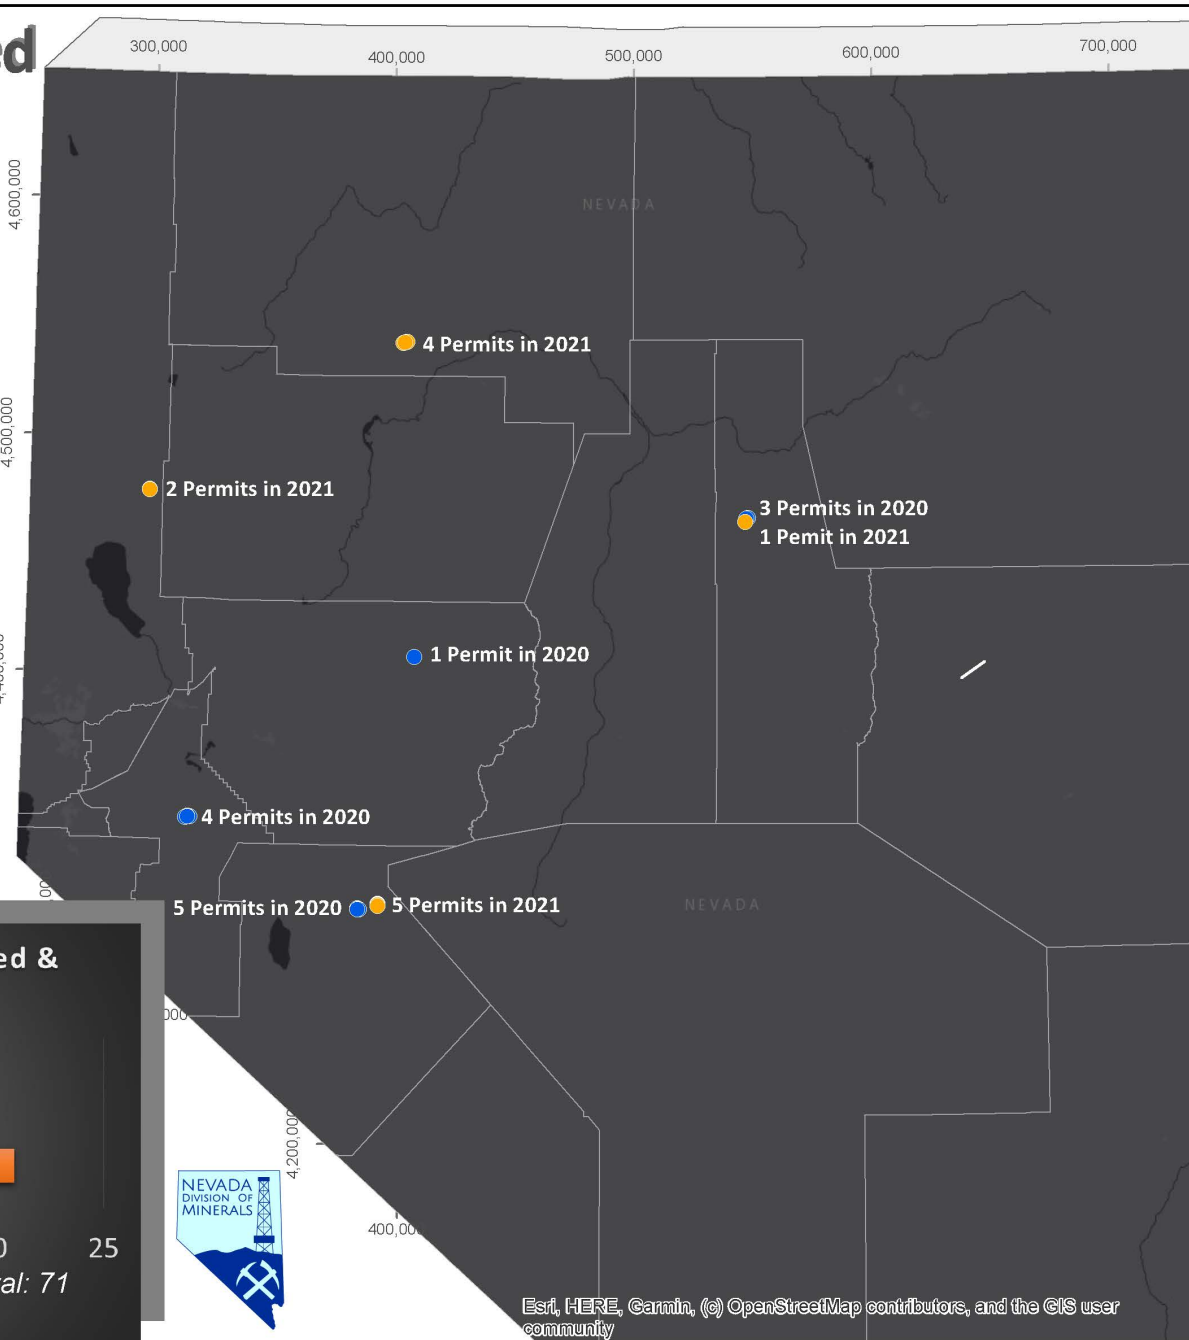 ed
300,000
400,000
500,000
600,000
700,000
4,600,000
NEVADA
4 Permits in 2021
4,500,000
2 Permits in 2021
3 Permits in 2020
1 Pemit in 2021
1 Permit in 2020
4 Permits in 2020
5 Permits in 2020
5 Permits in 2021
NEVADA
ed &
000
4,200,000
NEVADA
DIVISION OF
MINERALS
400,000
0
25
al: 71
Esri, HERE, Garmin, (c) OpenStreetMap contributors, and the GIS user
community